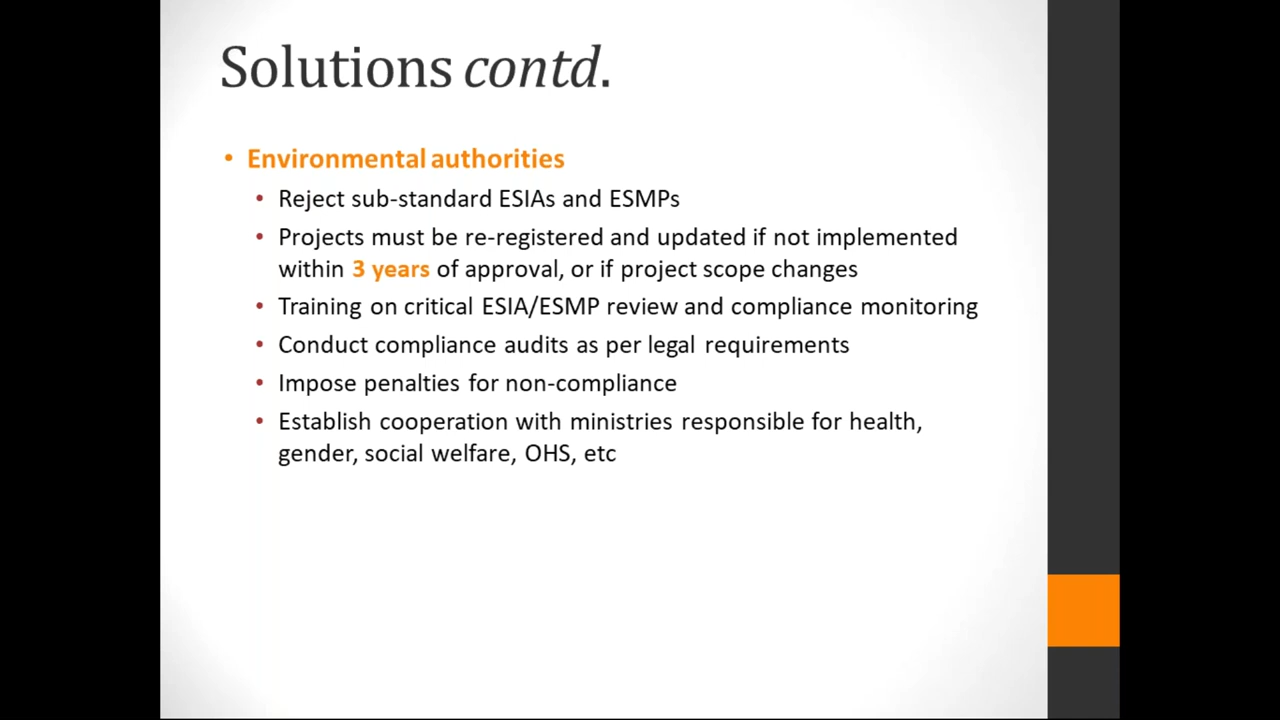 Solutions contd.
• Environmental authorities
• Reject sub-standard ESIAs and ESMPs
• Projects must be re-registered and updated if not implemented
within 3 years of approval, or if project scope changes
• Training on critical ESIA/ESMP review and compliance monitoring
• Conduct compliance audits as per legal requirements
• Impose penalties for non-compliance
• Establish cooperation with ministries responsible for health,
gender, social welfare, OHS, etc